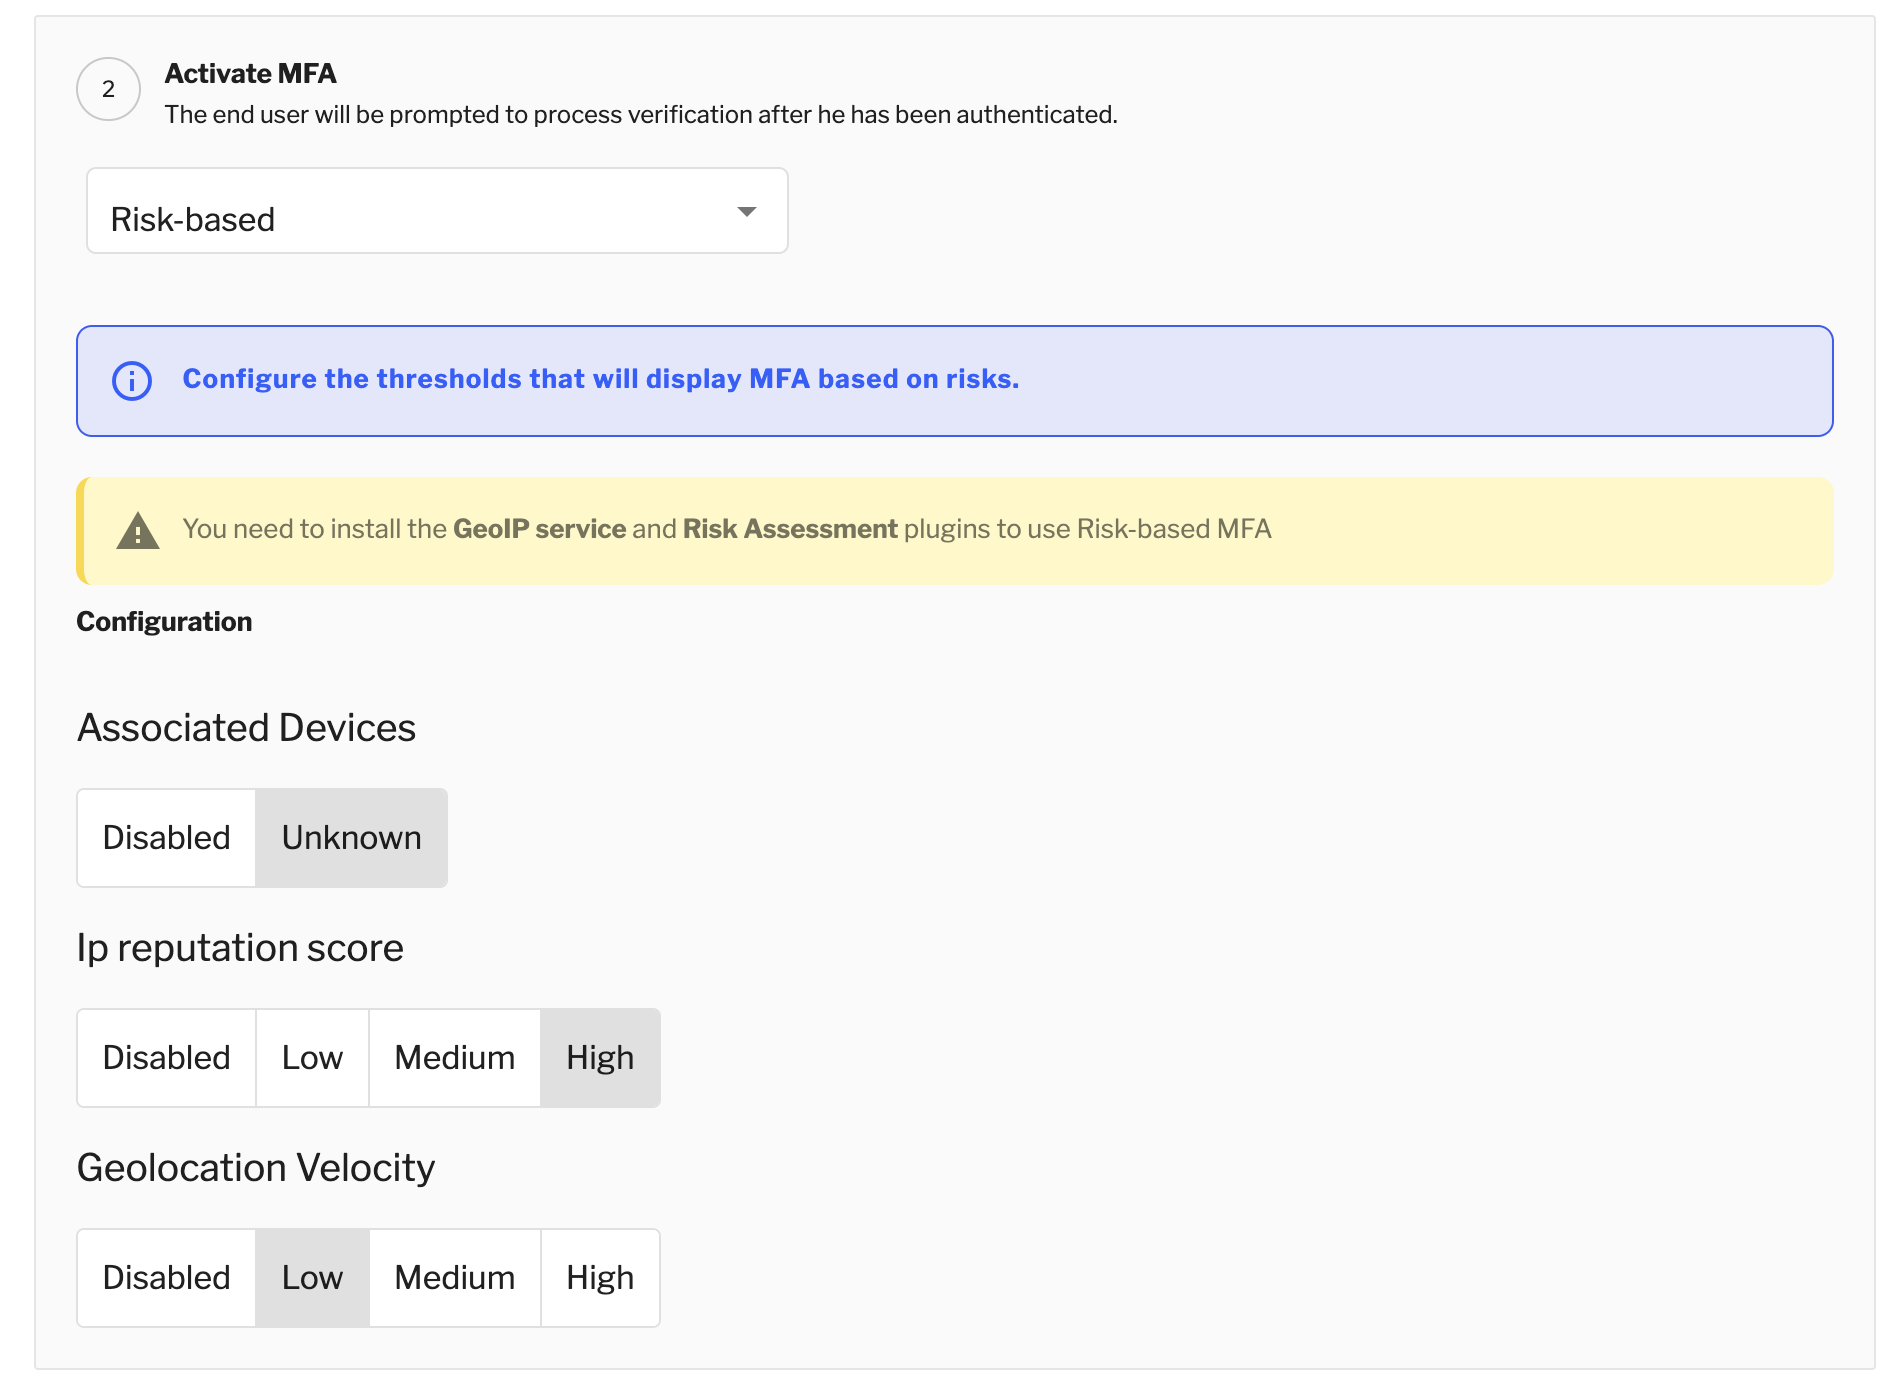 2
Activate MFA
The end user will be prompted to process verification after he has been authenticated.
Risk-based
Configure the thresholds that will display MFA based on risks.
You need to install the GeoIP service and Risk Assessment plugins to use Risk-based MFA
Configuration
Associated Devices
Disabled Unknown
Ip reputation score
Disabled Low Medium High
Geolocation Velocity
Disabled Low Medium High